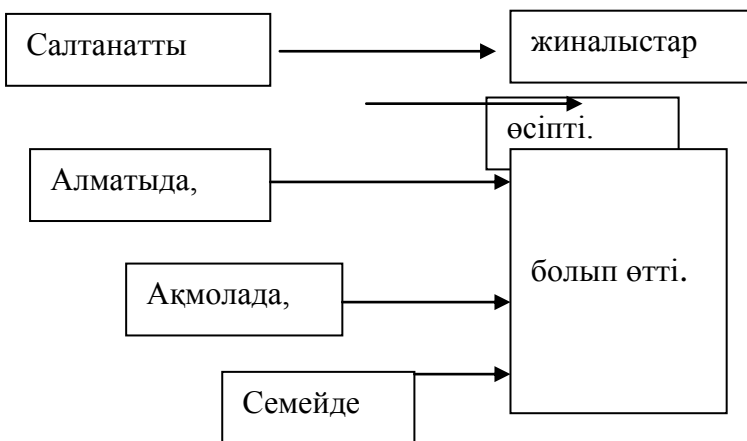 Салтанатты
жиналыстар
өсіпті.
Алматыда,
болып өтті.
Ақмолада,
Семейде